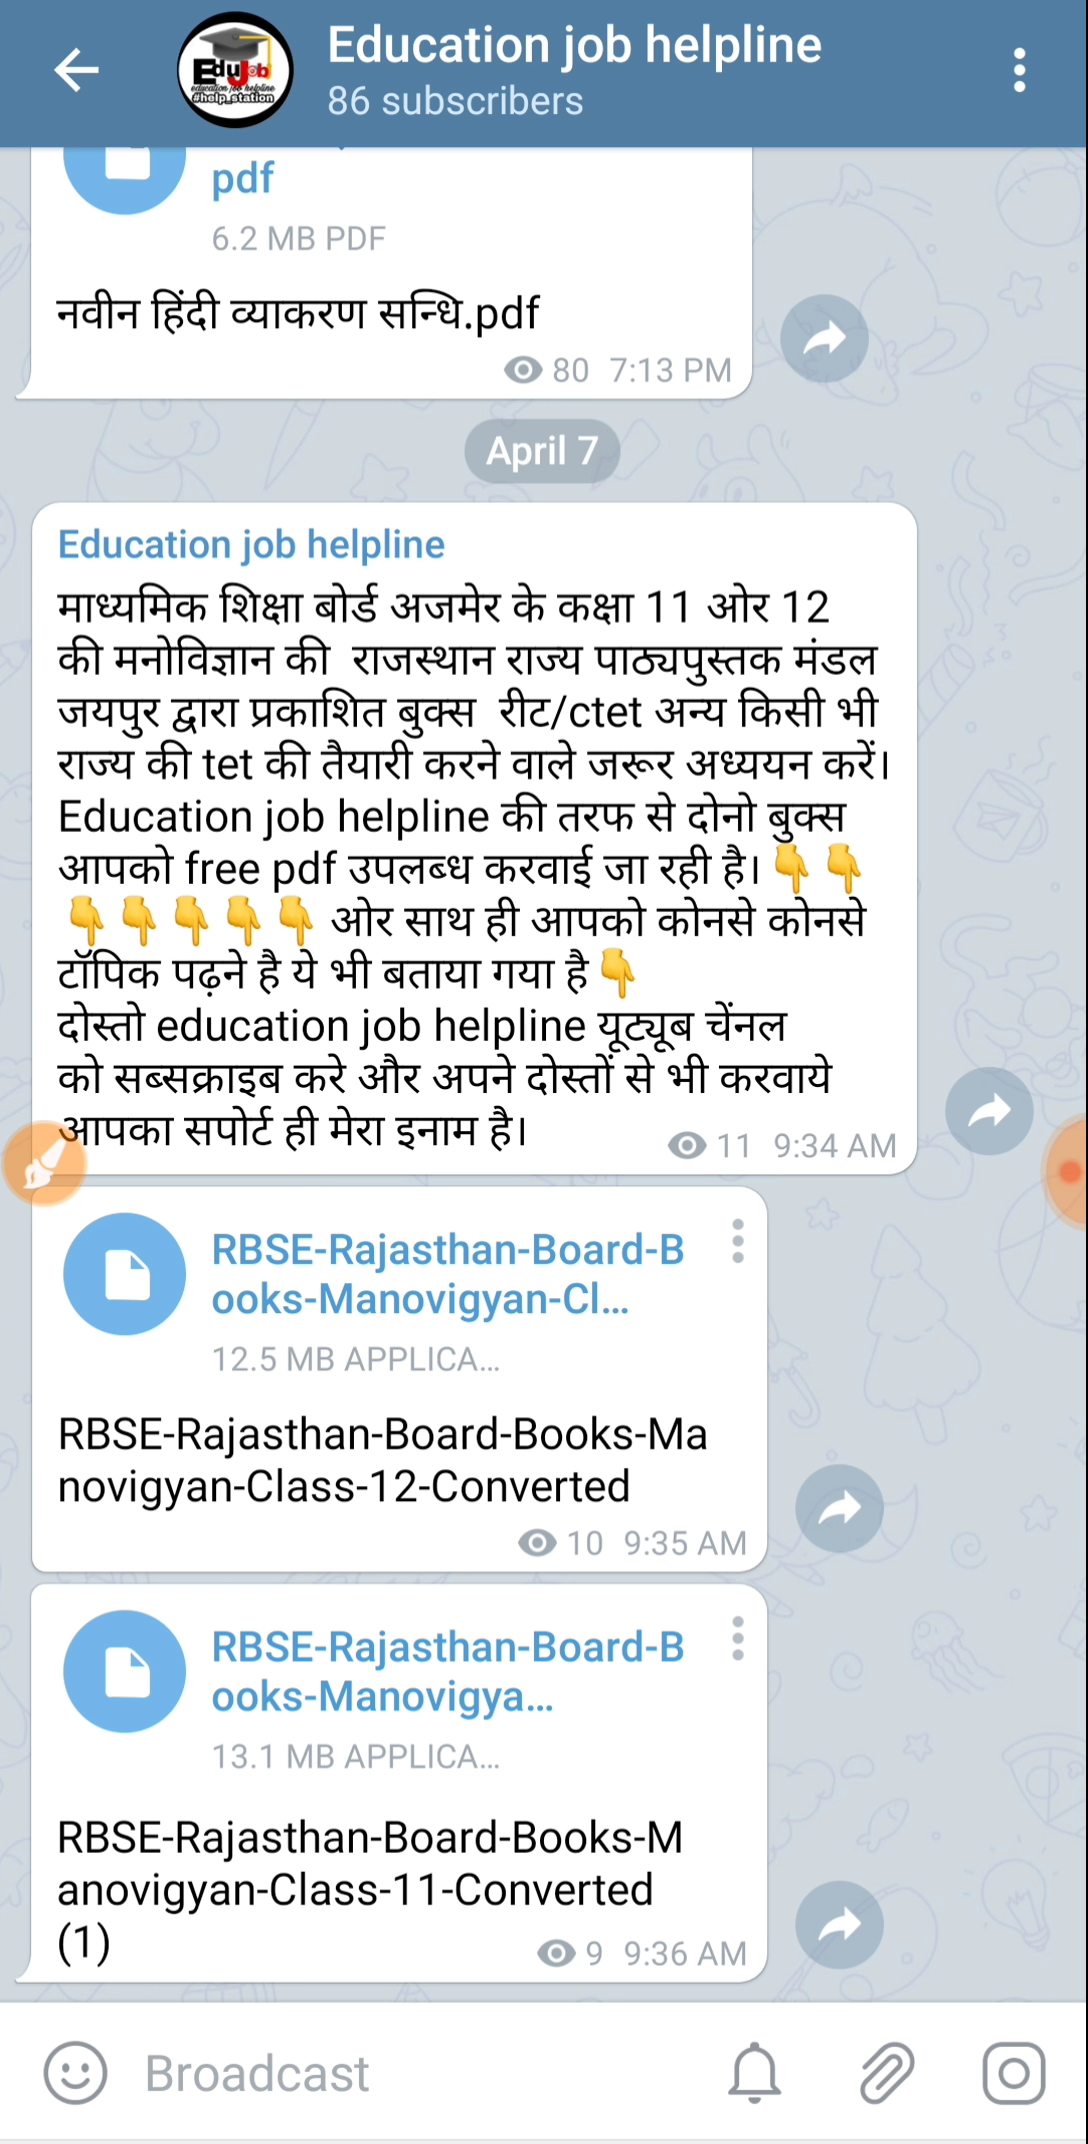 Education job helpline
86 subscribers
EduJob
education job helpline
#help_station
pdf
6.2 MB PDF
नवीन हिंदी व्याकरण सन्धि.pdf
80 7:13 PM
April 7
Education job helpline
माध्यमिक शिक्षा बोर्ड अजमेर के कक्षा 11 ओर 12
की मनोविज्ञान की राजस्थान राज्य पाठ्यपुस्तक मंडल
जयपुर द्वारा प्रकाशित बुक्स रीट/ctet अन्य किसी भी
राज्य की tet की तैयारी करने वाले जरूर अध्ययन करें।
Education job helpline की तरफ से दोनो बुक्स
आपको free pdf उपलब्ध करवाई जा रही है।👇👇
👇👇👇👇👇 ओर साथ ही आपको कोनसे कोनसे
टॉपिक पढ़ने है ये भी बताया गया है👇
दोस्तो education job helpline यूट्यूब चेंनल
को सब्सक्राइब करे और अपने दोस्तों से भी करवाये
आपका सपोर्ट ही मेरा इनाम है।
11 9:34 AM
RBSE-Rajasthan-Board-B
ooks-Manovigyan-Cl...
12.5 MB APPLICA...
RBSE-Rajasthan-Board-Books-Ma
novigyan-Class-12-Converted
10 9:35 AM
RBSE-Rajasthan-Board-B
ooks-Manovigya...
13.1 MB APPLICA...
RBSE-Rajasthan-Board-Books-M
anovigyan-Class-11-Converted
(1)
9 9:36 AM
Broadcast